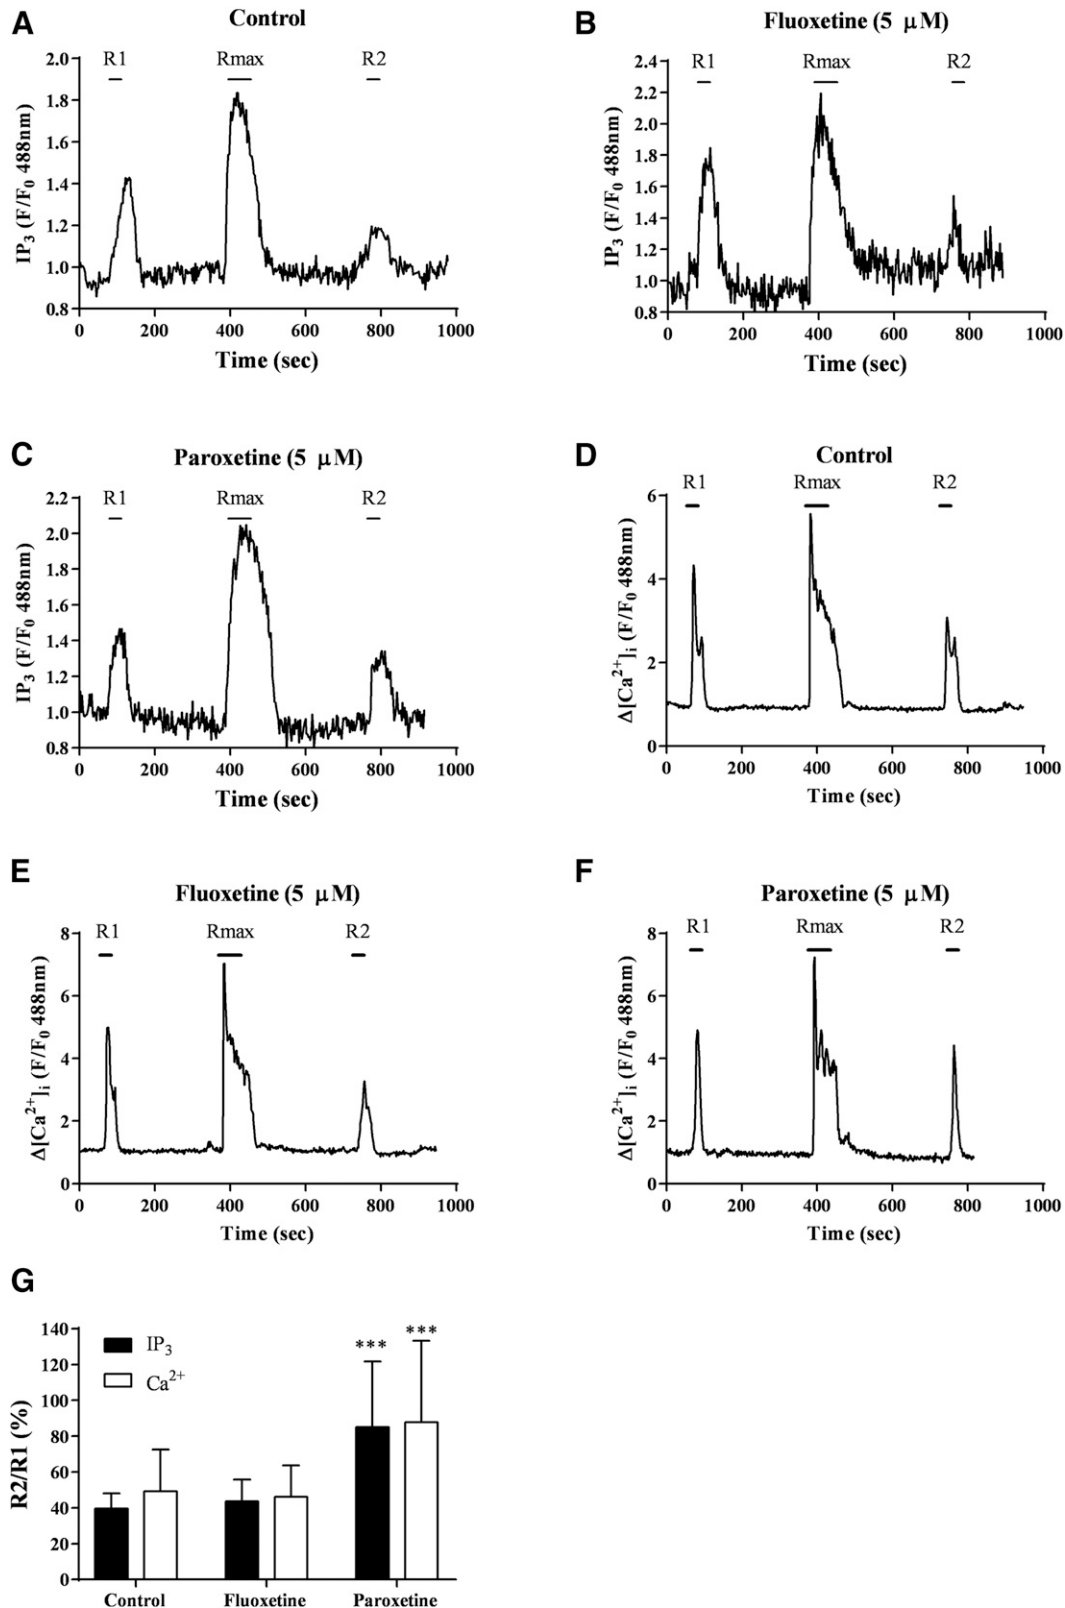 A
Control
R1 Rmax R2
2.0
1.8
1.6
1.4
1.2
1.0
0.8
IP3 (F/F0 488nm)
0 200 400 600 800 1000
Time (sec)
B
Fluoxetine (5 μM)
R1 Rmax R2
2.4
2.2
2.0
1.8
1.6
1.4
1.2
1.0
0.8
IP3 (F/F0 488nm)
0 200 400 600 800 1000
Time (sec)
C
Paroxetine (5 μM)
R1 Rmax R2
2.2
2.0
1.8
1.6
1.4
1.2
1.0
0.8
IP3 (F/F0 488nm)
0 200 400 600 800 1000
Time (sec)
D
Control
R1 Rmax R2
6
4
2
0
Δ[Ca2+]i (F/F0 488nm)
0 200 400 600 800 1000
Time (sec)
E
Fluoxetine (5 μM)
R1 Rmax R2
8
6
4
2
0
Δ[Ca2+]i (F/F0 488nm)
0 200 400 600 800 1000
Time (sec)
F
Paroxetine (5 μM)
R1 Rmax R2
8
6
4
2
0
Δ[Ca2+]i (F/F0 488nm)
0 200 400 600 800 1000
Time (sec)
G
140
120
100
80
60
40
20
0
R2/R1 (%)
IP3
Ca2+
*** ***
Control Fluoxetine Paroxetine